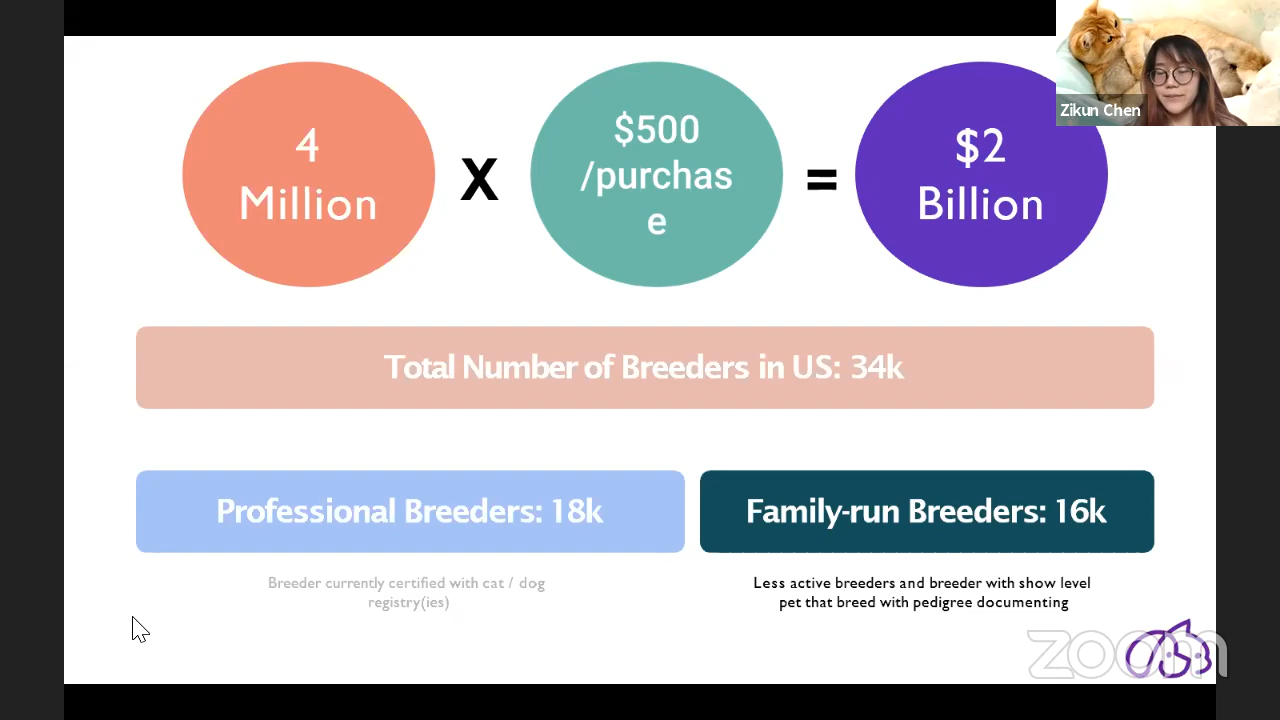 4
Million
X
$500
/purchas
e
=
$2
Billion
Zikun Chen
Total Number of Breeders in US: 34k
Professional Breeders: 18k
Family-run Breeders: 16k
Breeder currently certified with cat / dog
registry(ies)
Less active breeders and breeder with show level
pet that breed with pedigree documenting
zoom